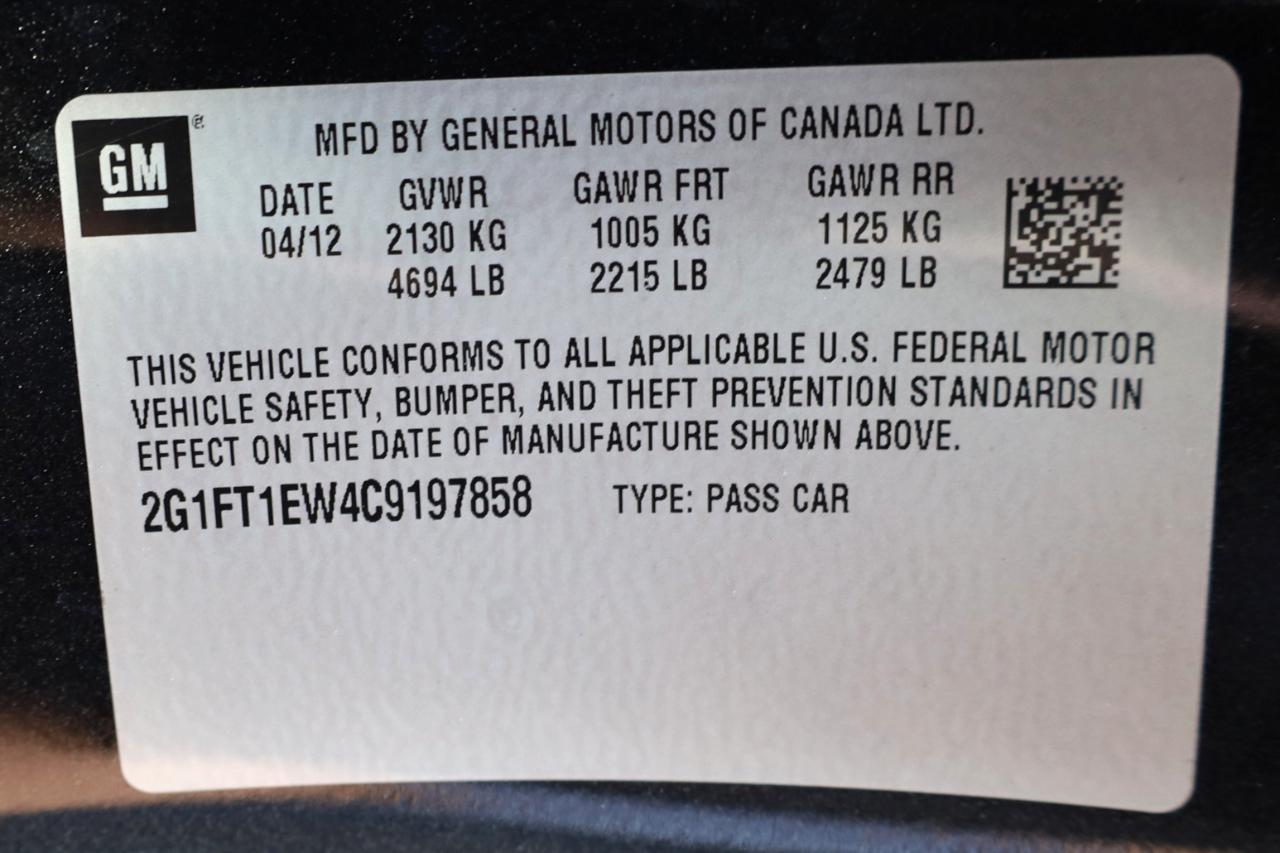 GM
®
MFD BY GENERAL MOTORS OF CANADA LTD.
DATE GVWR GAWR FRT GAWR RR
04/12 2130 KG 1005 KG 1125 KG
4694 LB 2215 LB 2479 LB
THIS VEHICLE CONFORMS TO ALL APPLICABLE U.S. FEDERAL MOTOR
VEHICLE SAFETY, BUMPER, AND THEFT PREVENTION STANDARDS IN
EFFECT ON THE DATE OF MANUFACTURE SHOWN ABOVE.
2G1FT1EW4C9197858 TYPE: PASS CAR